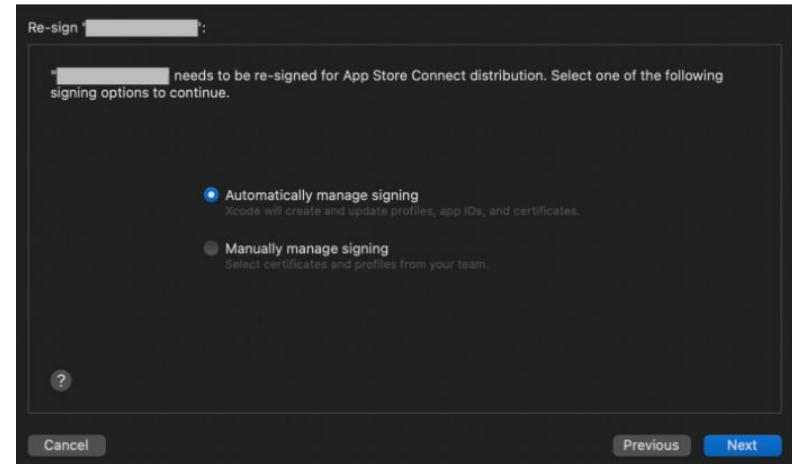 Re-sign '':
" needs to be re-signed for App Store Connect distribution. Select one of the following
signing options to continue.
Automatically manage signing
Xcode will create and update profiles, app IDs, and certificates.
Manually manage signing
Select certificates and profiles from your team.
?
Cancel
Previous
Next